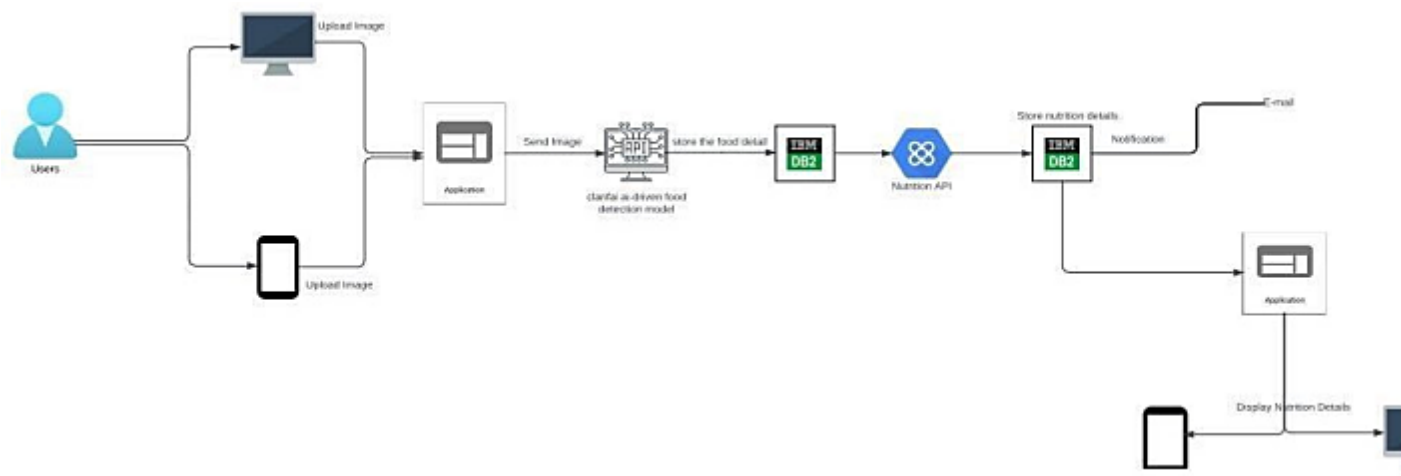 Upload Image
Users
Upload Image
Application
Send Image
API
clarifai ai-driven food
detection model
store the food detail
IBM
DB2
Nutrition API
Store nutrition details
IBM
DB2
Notification
E-mail
Application
Display Nutrition Details